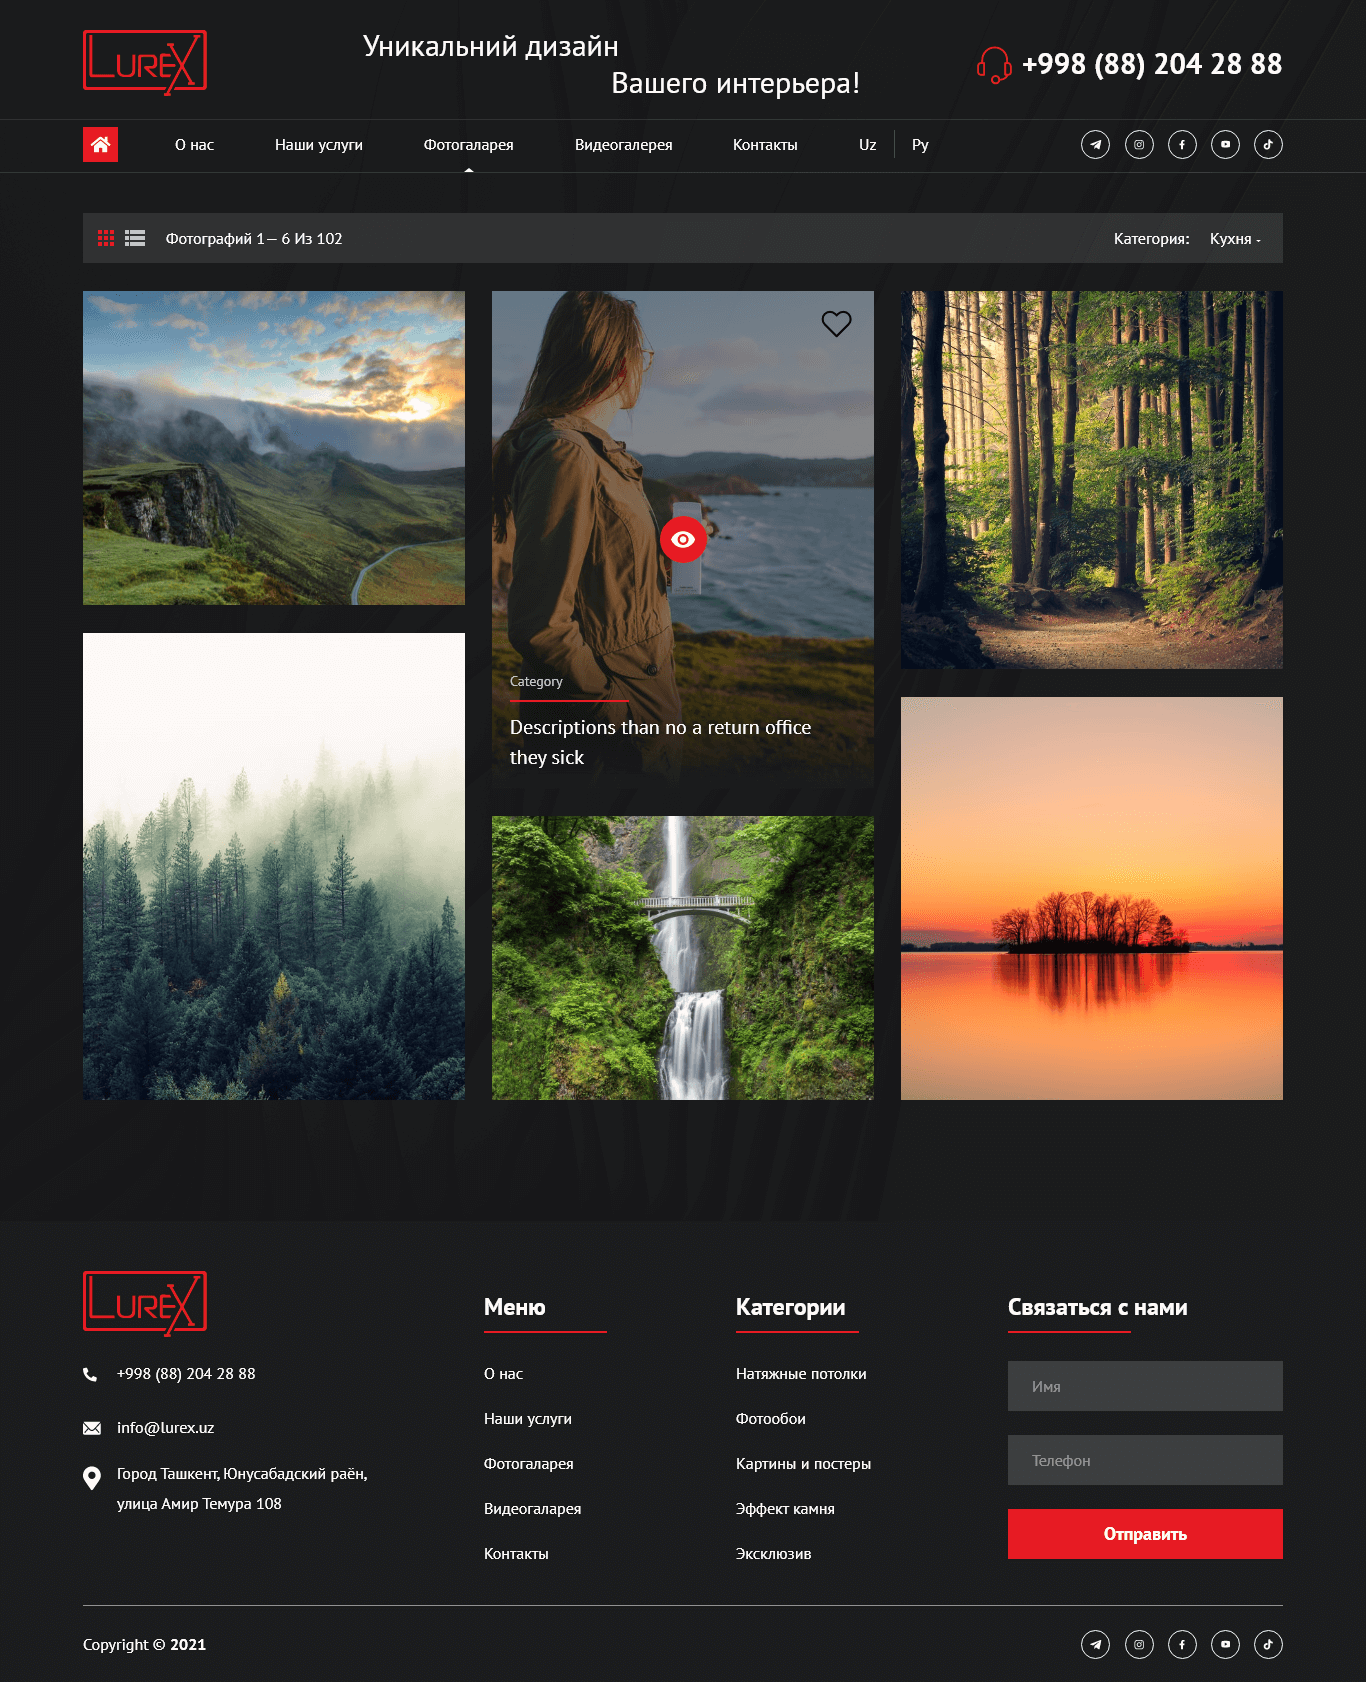 LUREX
Уникальний дизайн
Вашего интерьера!
+998 (88) 204 28 88
О нас
Наши услуги
Фотогаларея
Видеогалерея
Контакты
Uz
Ру
Фотографий 1— 6 Из 102
Категория:
Кухня
Category
Descriptions than no a return office
they sick
LUREX
+998 (88) 204 28 88
info@lurex.uz
Город Ташкент, Юнусабадский раён,
улица Амир Темура 108
Меню
О нас
Наши услуги
Фотогаларея
Видеогаларея
Контакты
Категории
Натяжные потолки
Фотообои
Картины и постеры
Эффект камня
Эксклюзив
Связаться с нами
Имя
Телефон
Отправить
Copyright © 2021